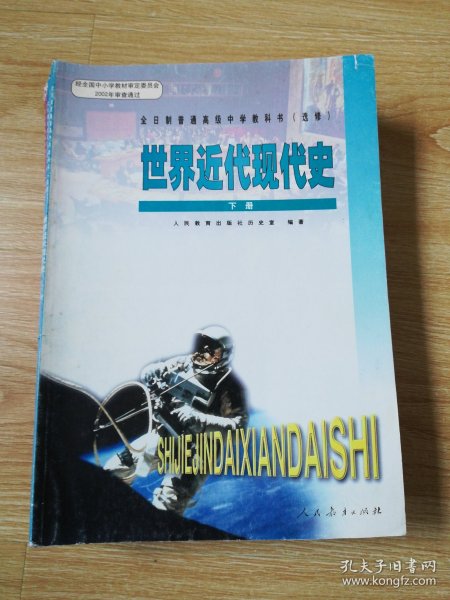 经全国中小学教材审定委员会
2002年审查通过
全日制普通高级中学教科书（选修）
世界近代现代史
下册
人民教育出版社历史室 编著
SHIJIEJINDAIXIANDAISHI
人民教育出版社
孔夫子旧书网
www.kongfz.com